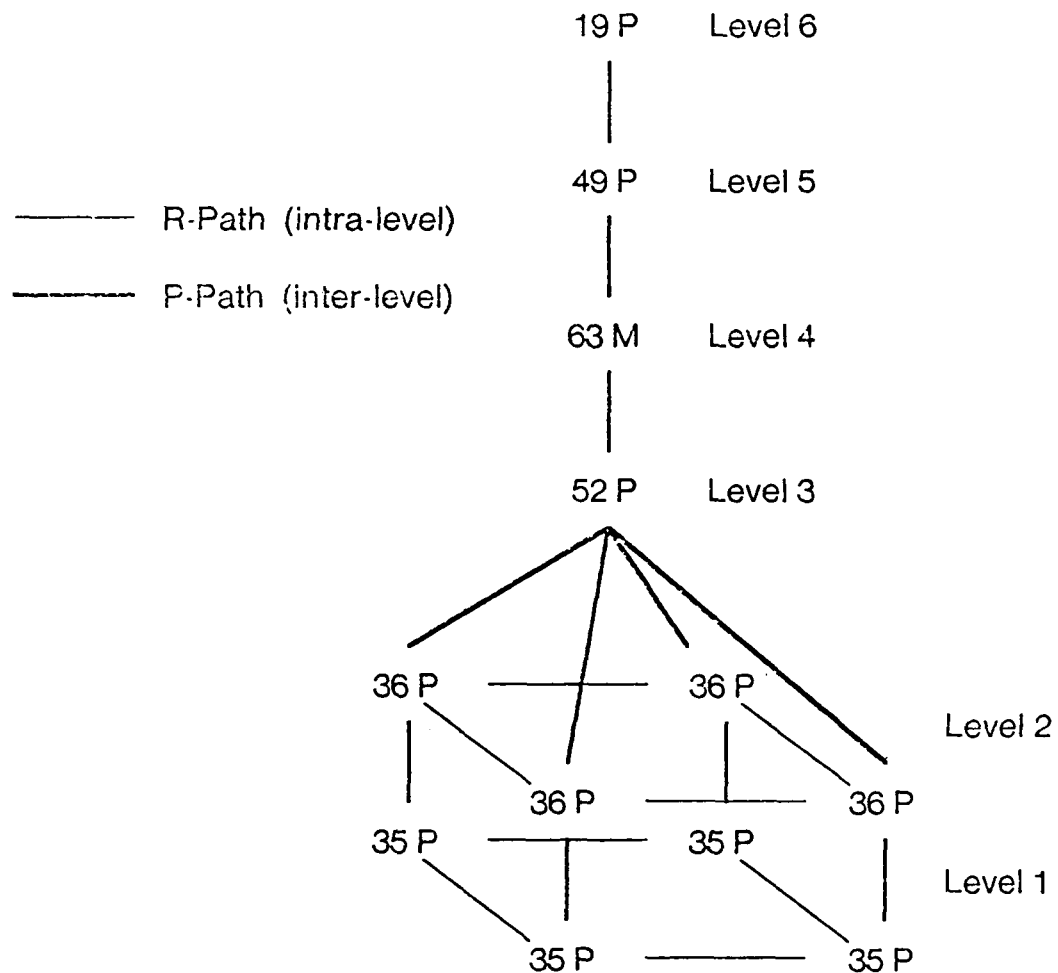 19 P Level 6
49 P Level 5
R-Path (intra-level)
P-Path (inter-level)
63 M Level 4
52 P Level 3
36 P 36 P
Level 2
36 P 36 P
35 P 35 P
Level 1
35 P 35 P